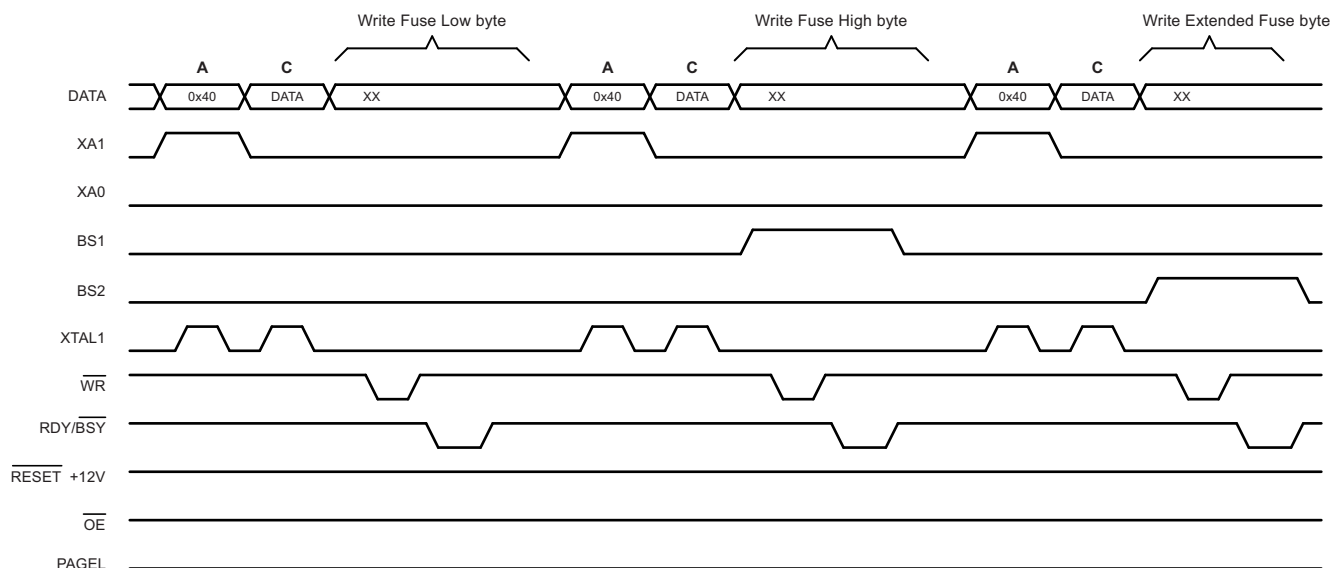 Write Fuse Low byte Write Fuse High byte Write Extended Fuse byte
A C A C A C
DATA 0x40 DATA XX 0x40 DATA XX 0x40 DATA XX
XA1
XA0
BS1
BS2
XTAL1
WR
RDY/BSY
RESET +12V
OE
PAGEL